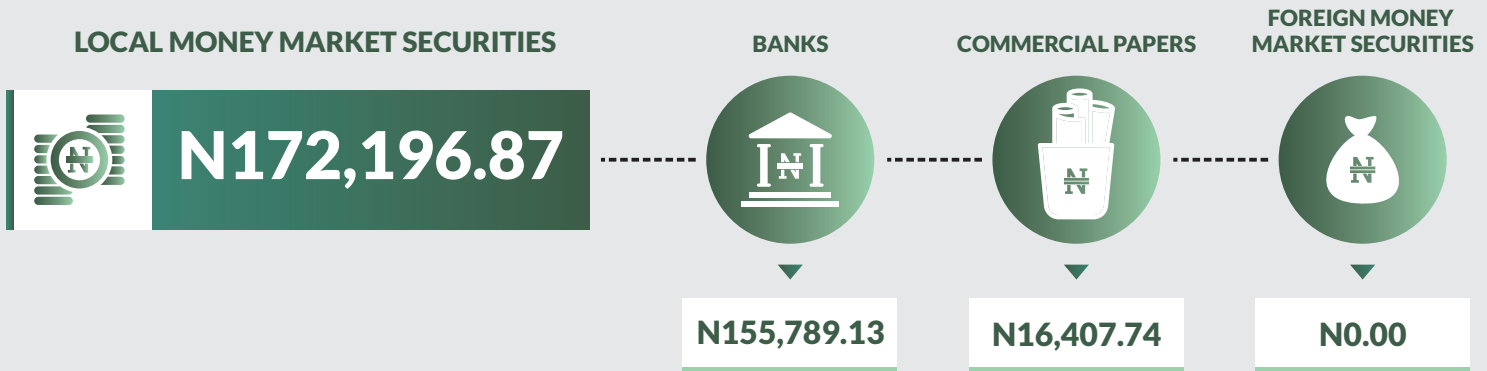 LOCAL MONEY MARKET SECURITIES
N172,196.87
BANKS
N155,789.13
COMMERCIAL PAPERS
N16,407.74
FOREIGN MONEY
MARKET SECURITIES
N0.00
₦
₦
₦
₦